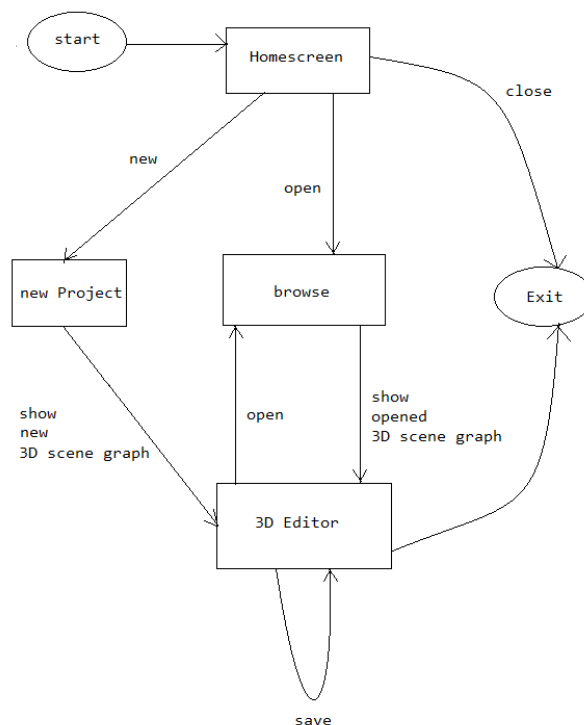 start
Homescreen
close
new
open
new Project
browse
Exit
show
new
3D scene graph
open
show
opened
3D scene graph
3D Editor
save